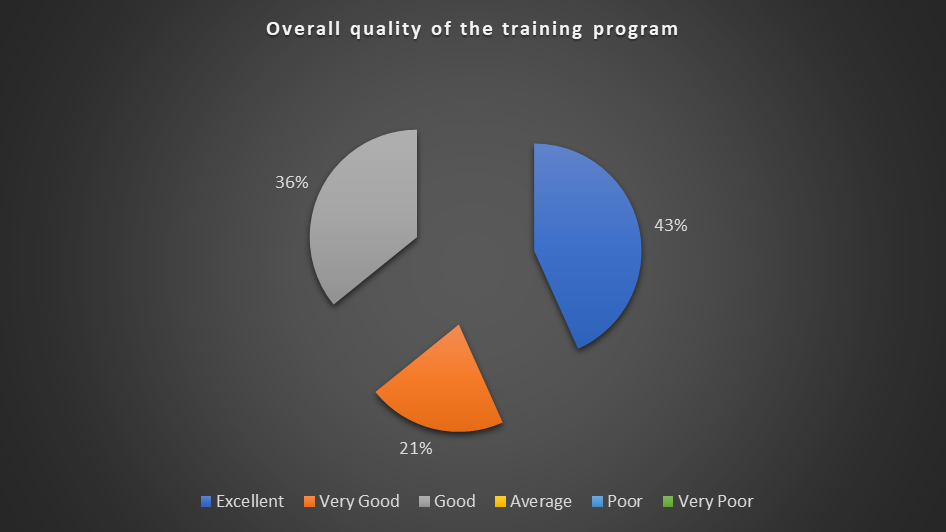 Overall quality of the training program
36%
43%
21%
Excellent Very Good Good Average Poor Very Poor